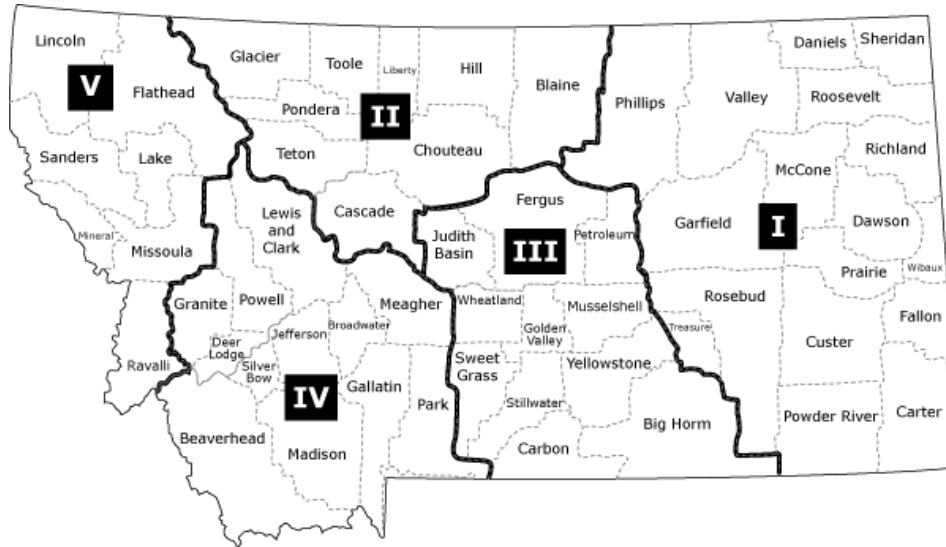 Lincoln
V
Flathead
Sanders
Lake
Mineral
Missoula
Ravalli
Glacier
Toole
Liberty
Hill
Blaine
Pondera
II
Teton
Chouteau
Cascade
Phillips
Valley
Daniels
Sheridan
Roosevelt
Richland
McCone
Garfield
I
Dawson
Prairie
Wibaux
Rosebud
Treasure
Custer
Fallon
Powder River
Carter
Fergus
Judith
Basin
III
Petroleum
Wheatland
Musselshell
Golden
Valley
Sweet
Grass
Yellowstone
Stillwater
Carbon
Big Horm
Lewis
and
Clark
Granite
Powell
Meagher
Deer
Lodge
Jefferson
Broadwater
Silver
Bow
IV
Gallatin
Park
Beaverhead
Madison